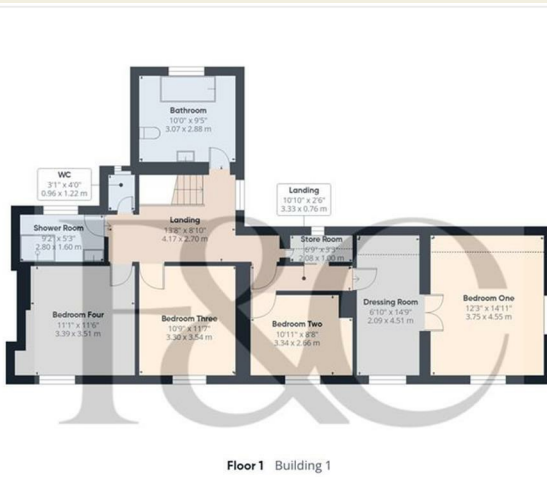 Bathroom
10'0" x 9'5"
3.07 x 2.88 m
WC
3'1" x 4'0"
0.96 x 1.22 m
Landing
10'10" x 2'6"
3.33 x 0.76 m
Landing
13'8" x 8'10"
4.17 x 2.70 m
Shower Room
9'2" x 5'3"
2.80 x 1.60 m
Store Room
6'9" x 3'3"
2.08 x 1.00 m
Bedroom Four
11'1" x 11'6"
3.39 x 3.51 m
Bedroom Three
10'9" x 11'7"
3.30 x 3.54 m
Bedroom Two
10'11" x 8'8"
3.34 x 2.66 m
Dressing Room
6'10" x 14'9"
2.09 x 4.51 m
Bedroom One
12'3" x 14'11"
3.75 x 4.55 m
F&C
Floor 1 Building 1